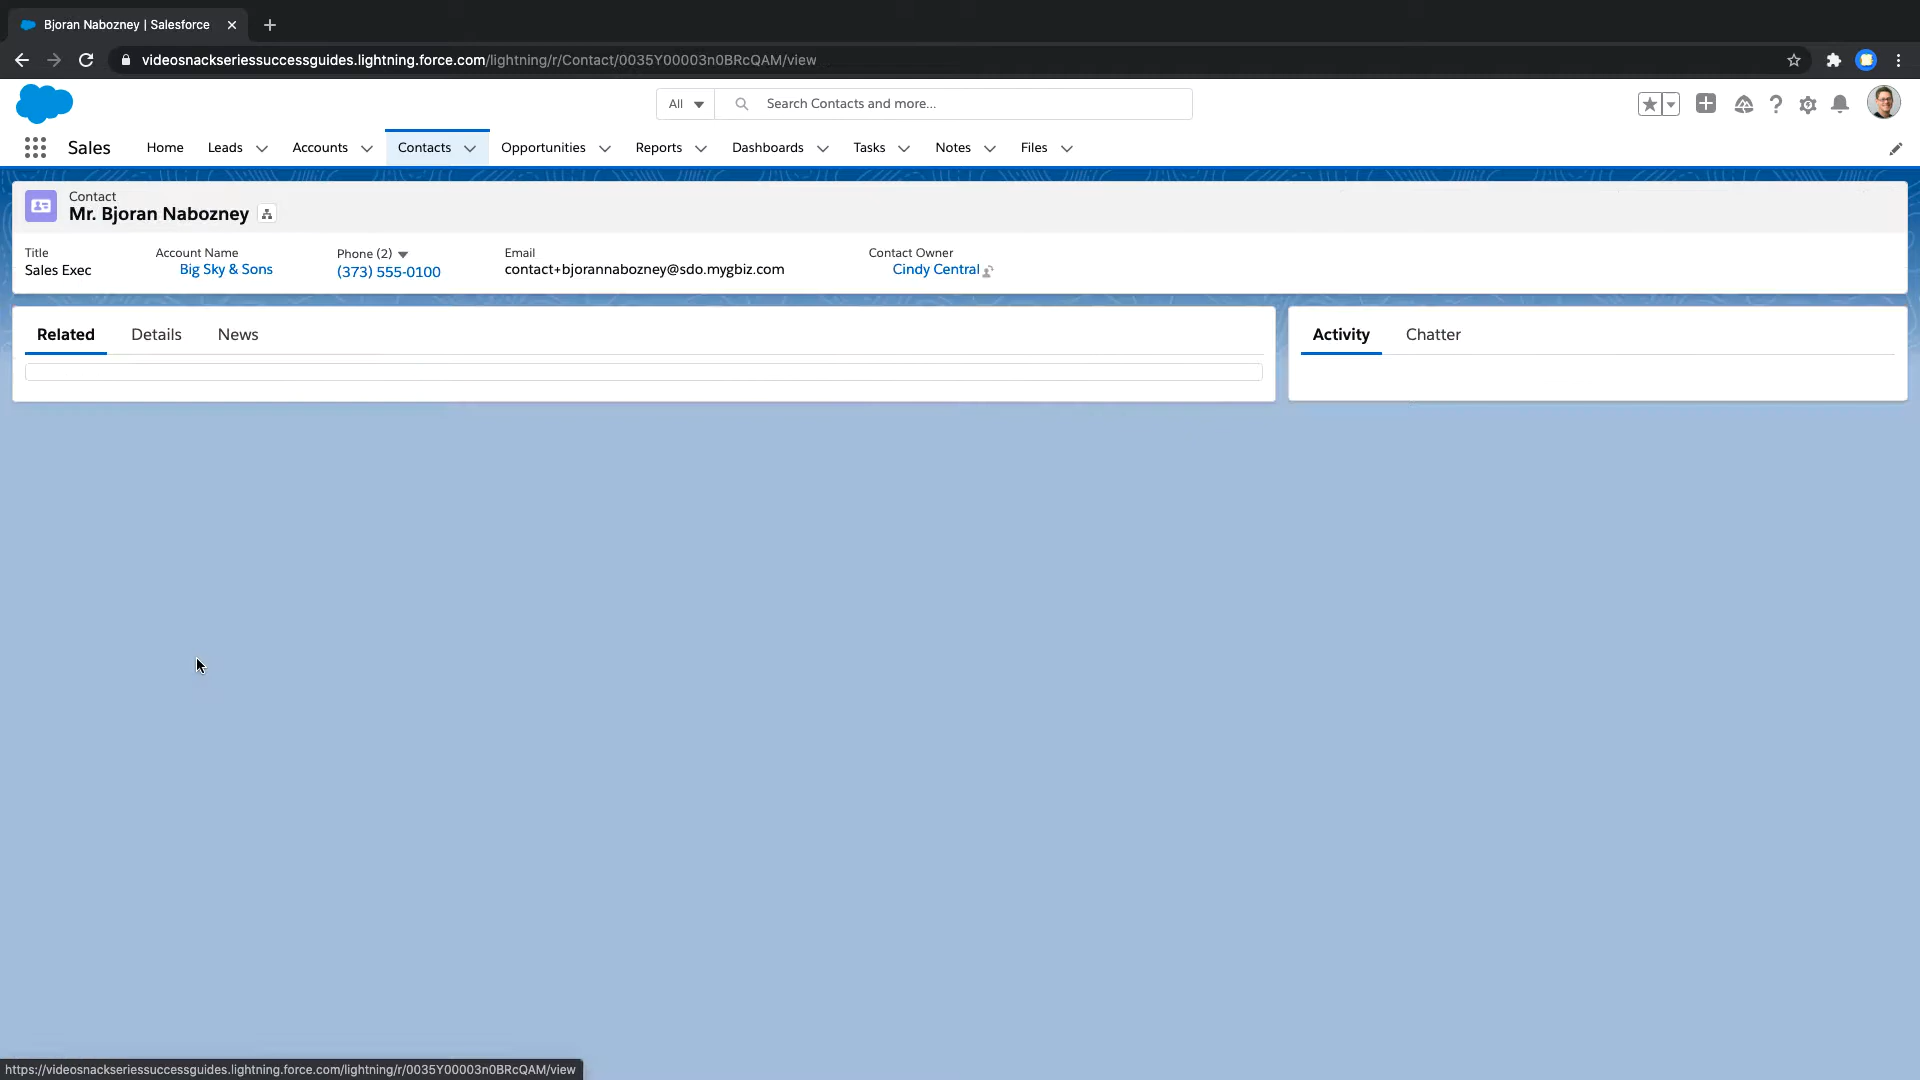 Bjoran Nabozney | Salesforce
videosnackseriessuccessguides.lightning.force.com/lightning/r/Contact/0035Y00003n0BRcQAM/view
All
Search Contacts and more...
Sales
Home
Leads
Accounts
Contacts
Opportunities
Reports
Dashboards
Tasks
Notes
Files
Contact
Mr. Bjoran Nabozney
Title
Sales Exec
Account Name
Big Sky & Sons
Phone (2)
(373) 555-0100
Email
contact+bjorannabozney@sdo.mygbiz.com
Contact Owner
Cindy Central
Related
Details
News
Activity
Chatter
https://videosnackseriessuccessguides.lightning.force.com/lightning/r/0035Y00003n0BRcQAM/view